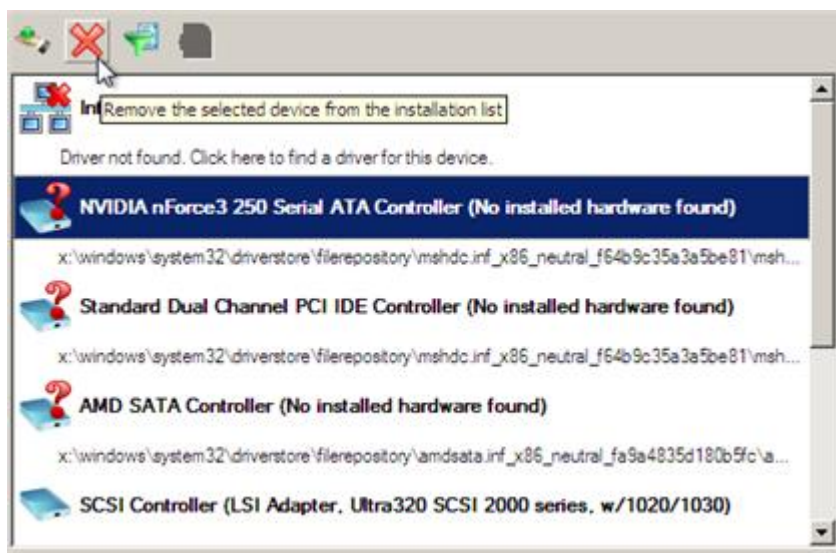 Int
Remove the selected device from the installation list
Driver not found. Click here to find a driver for this device.
NVIDIA nForce3 250 Serial ATA Controller (No installed hardware found)
x:\windows\system32\driverstore\filerepository\mshdc.inf_x86_neutral_f64b9c35a3a5be81\msh...
Standard Dual Channel PCI IDE Controller (No installed hardware found)
x:\windows\system32\driverstore\filerepository\mshdc.inf_x86_neutral_f64b9c35a3a5be81\msh...
AMD SATA Controller (No installed hardware found)
x:\windows\system32\driverstore\filerepository\amdsata.inf_x86_neutral_fa9a4835d180b5fc\a...
SCSI Controller (LSI Adapter, Ultra320 SCSI 2000 series, w/1020/1030)